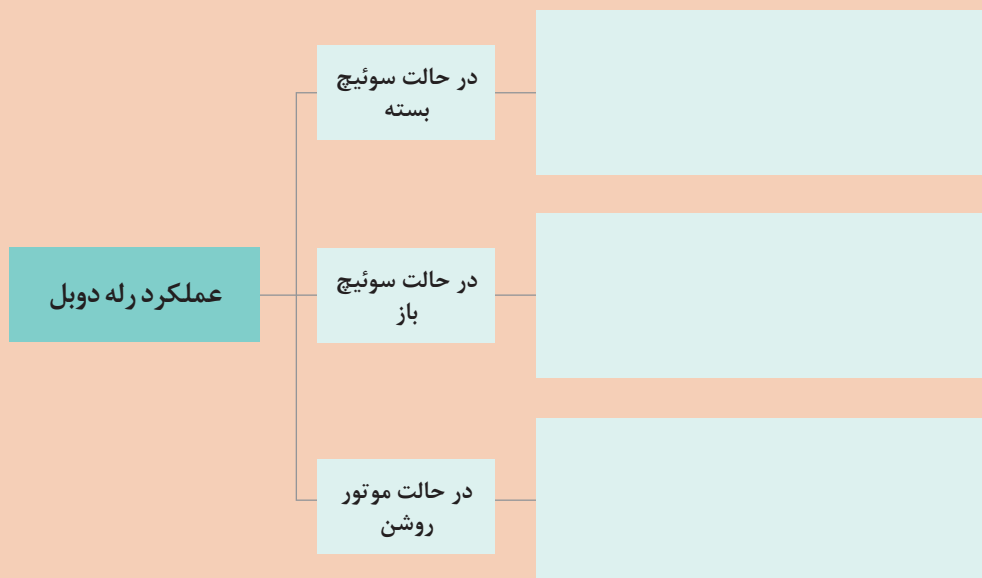 عملکرد رله دوبل
در حالت سوئیچ
بسته
در حالت سوئیچ
باز
در حالت موتور
روشن